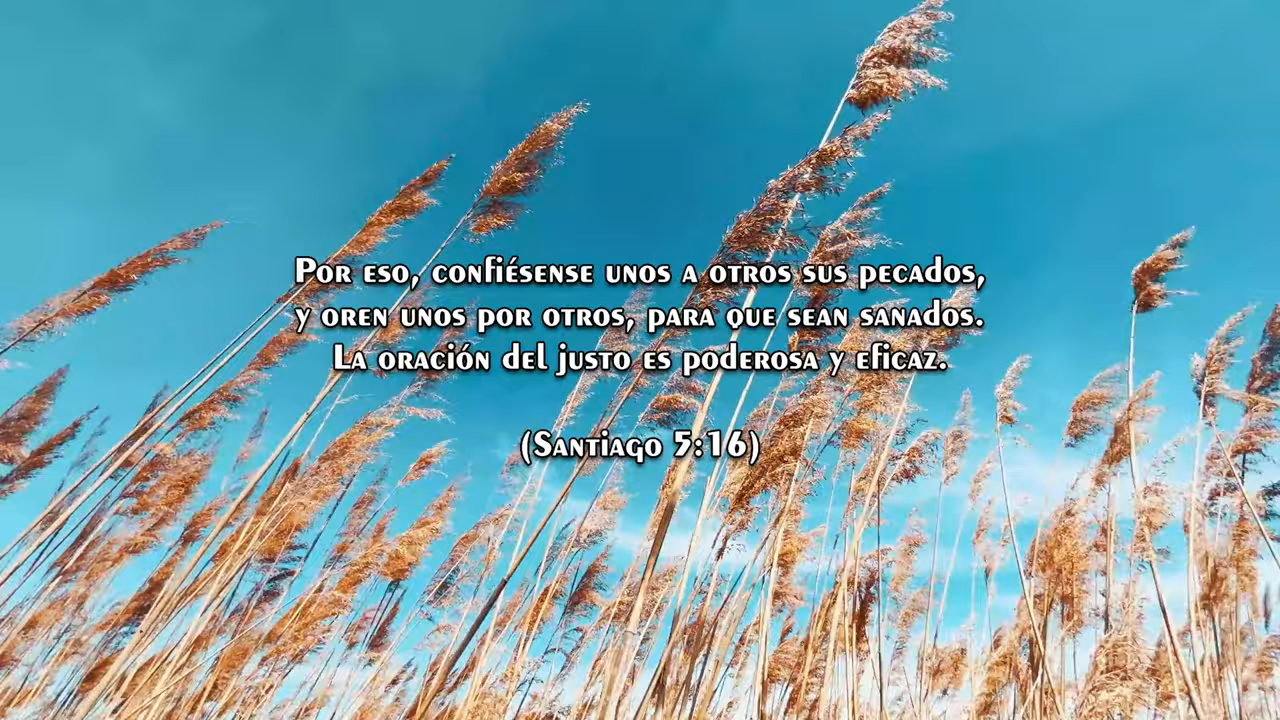 Por eso, confiésense unos a otros sus pecados,
y oren unos por otros, para que sean sanados.
La oración del justo es poderosa y eficaz.
(Santiago 5:16)